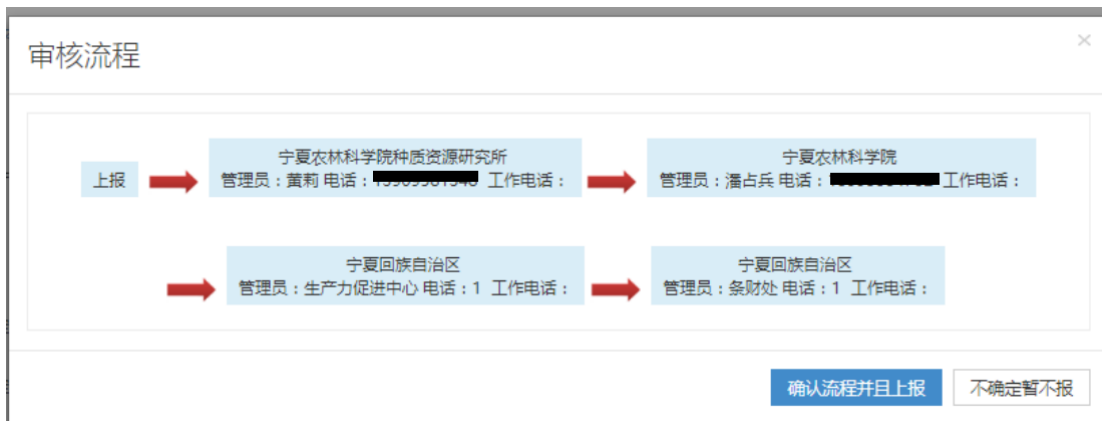 审核流程
×
上报
宁夏农林科学院种质资源研究所
管理员：黄莉 电话： 工作电话：
宁夏农林科学院
管理员：潘占兵 电话： 工作电话：
宁夏回族自治区
管理员：生产力促进中心 电话：1 工作电话：
宁夏回族自治区
管理员：条财处 电话：1 工作电话：
确认流程并且上报
不确定暂不报